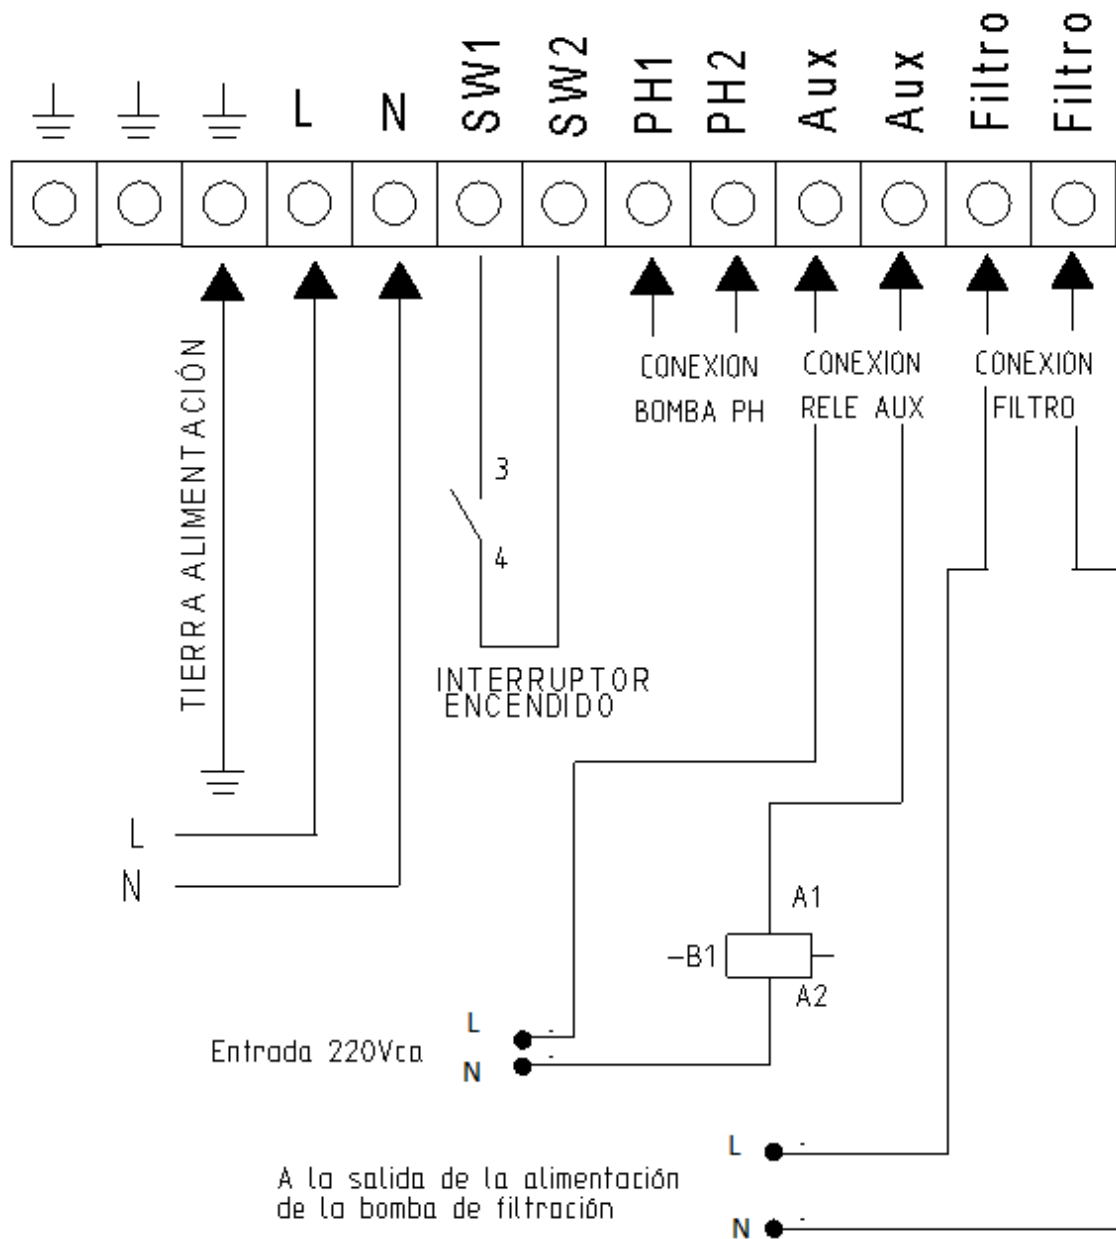 L N SW1 SW2 PH1 PH2 Aux Aux Filtro Filtro
TIERRA ALIMENTACIÓN
CONEXION
BOMBA PH
CONEXION
RELE AUX
CONEXION
FILTRO
3
4
INTERRUPTOR
ENCENDIDO
L
N
A1
-B1
A2
Entrada 220Vca
L
N
A la salida de la alimentación
de la bomba de filtración
L
N